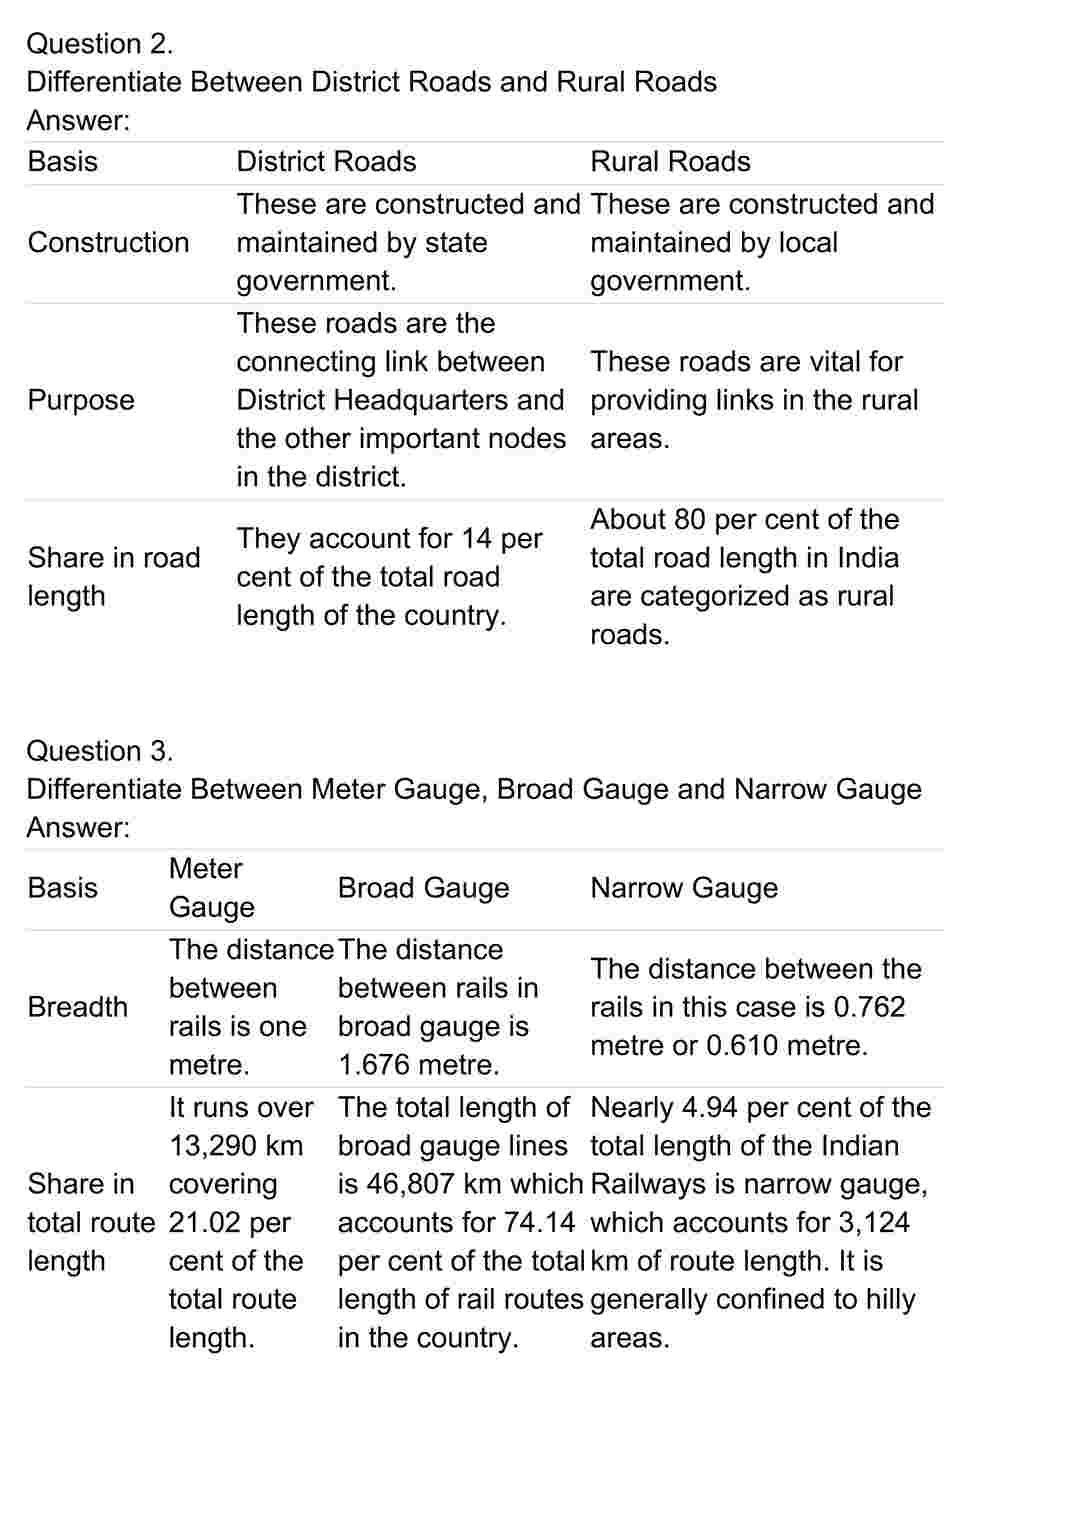 Question 2.
Differentiate Between District Roads and Rural Roads
Answer:
Basis District Roads Rural Roads
Construction
These are constructed and
maintained by state
government.
These are constructed and
maintained by local
government.
Purpose
These roads are the
connecting link between
District Headquarters and
the other important nodes
in the district.
These roads are vital for
providing links in the rural
areas.
Share in road
length
They account for 14 per
cent of the total road
length of the country.
About 80 per cent of the
total road length in India
are categorized as rural
roads.
Question 3.
Differentiate Between Meter Gauge, Broad Gauge and Narrow Gauge
Answer:
Basis
Meter
Gauge
Broad Gauge
Narrow Gauge
Breadth
The distance
between
rails is one
metre.
The distance
between rails in
broad gauge is
1.676 metre.
The distance between the
rails in this case is 0.762
metre or 0.610 metre.
Share in
total route
length
It runs over
13,290 km
covering
21.02 per
cent of the
total route
length.
The total length of
broad gauge lines
is 46,807 km which
accounts for 74.14
per cent of the total
length of rail routes
in the country.
Nearly 4.94 per cent of the
total length of the Indian
Railways is narrow gauge,
which accounts for 3,124
km of route length. It is
generally confined to hilly
areas.